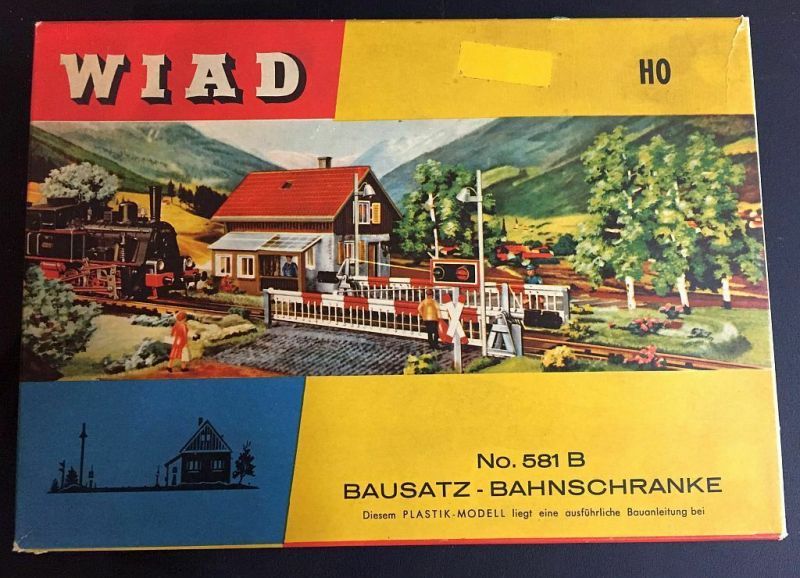 WIAD
HO
No. 581 B
BAUSATZ - BAHNSCHRANKE
Diesem PLASTIK-MODELL liegt eine ausführliche Bauanleitung bei